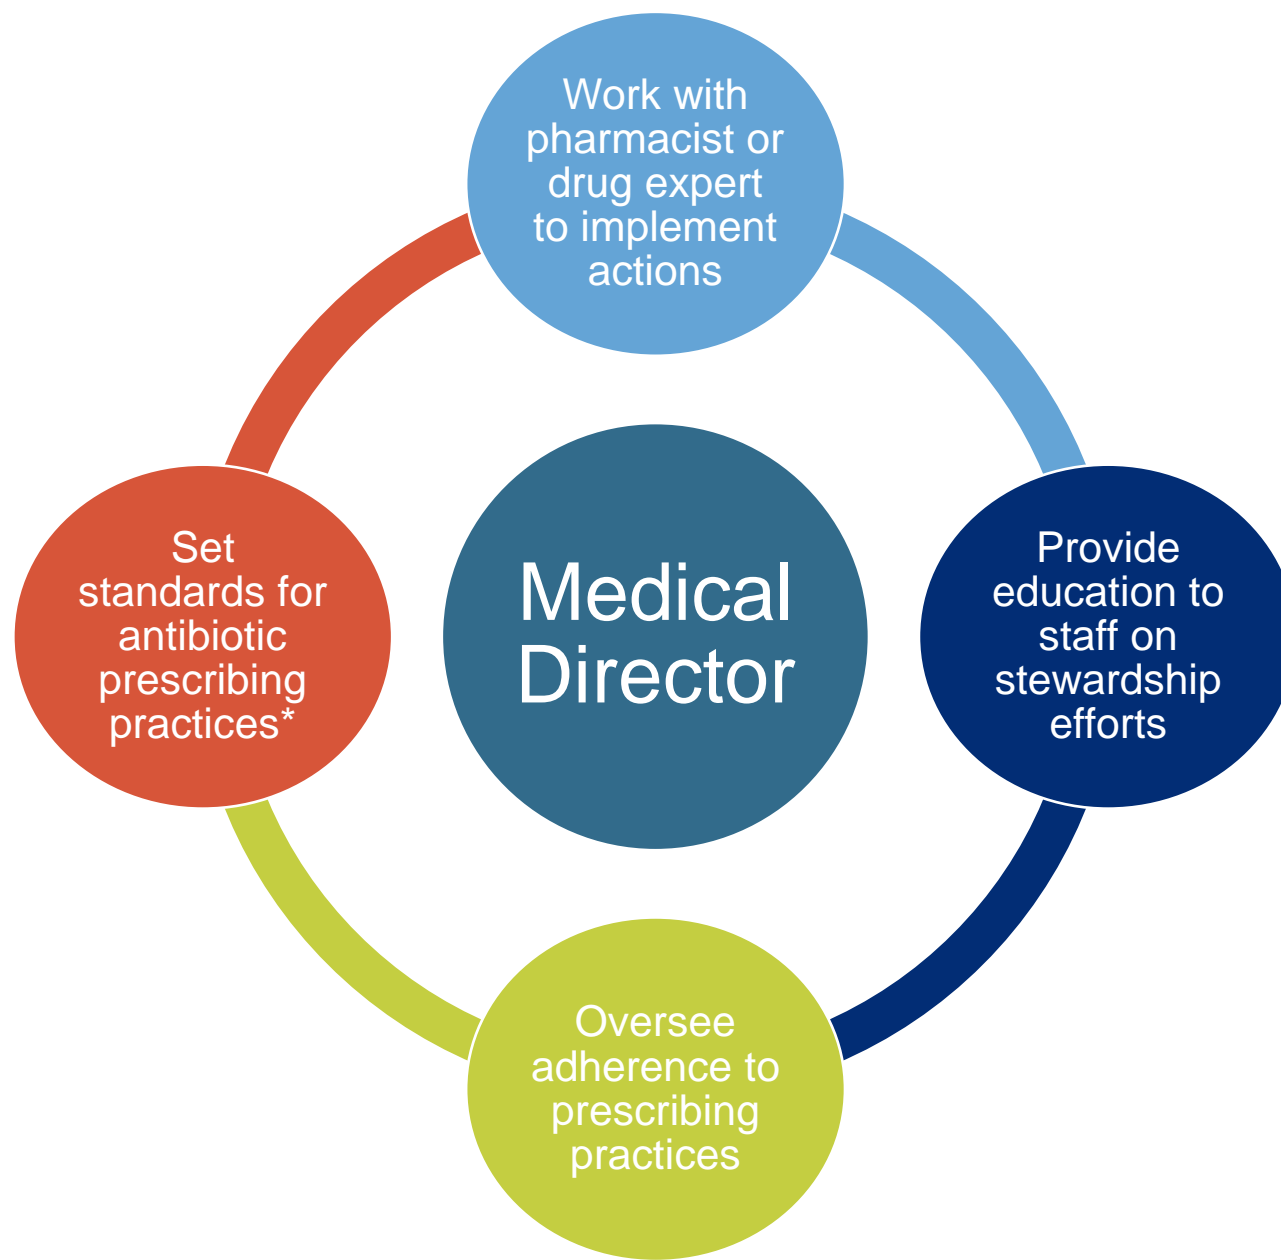 Work with
pharmacist or
drug expert
to implement
actions
Set
standards for
antibiotic
prescribing
practices*
Medical
Director
Provide
education to
staff on
stewardship
efforts
Oversee
adherence to
prescribing
practices